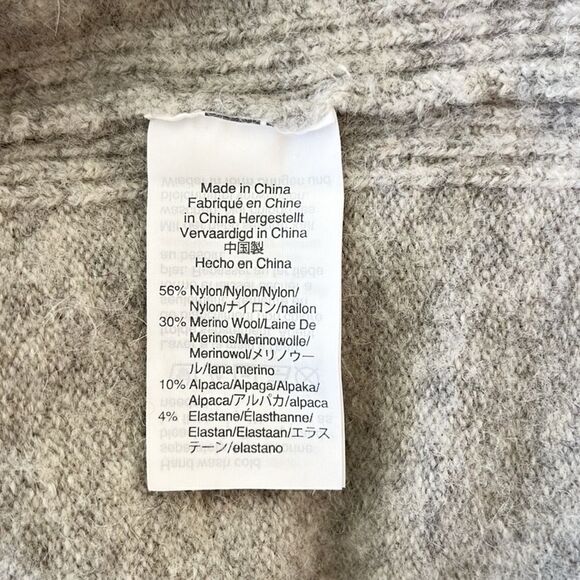 Made in China
Fabriqué en Chine
in China Hergestellt
Vervaardigd in China
中国製
Hecho en China
56% Nylon/Nylon/Nylon/
Nylon/ナイロン/nailon
30% Merino Wool/Laine De
Merinos/Merinowolle/
Merinowol/メリノウー
ル/lana merino
10% Alpaca/Alpaga/Alpaka/
Alpaca/アルパカ/alpaca
4% Elastane/Élasthanne/
Elastan/Elastaan/エラス
テーン/elastano
Hand wash cold